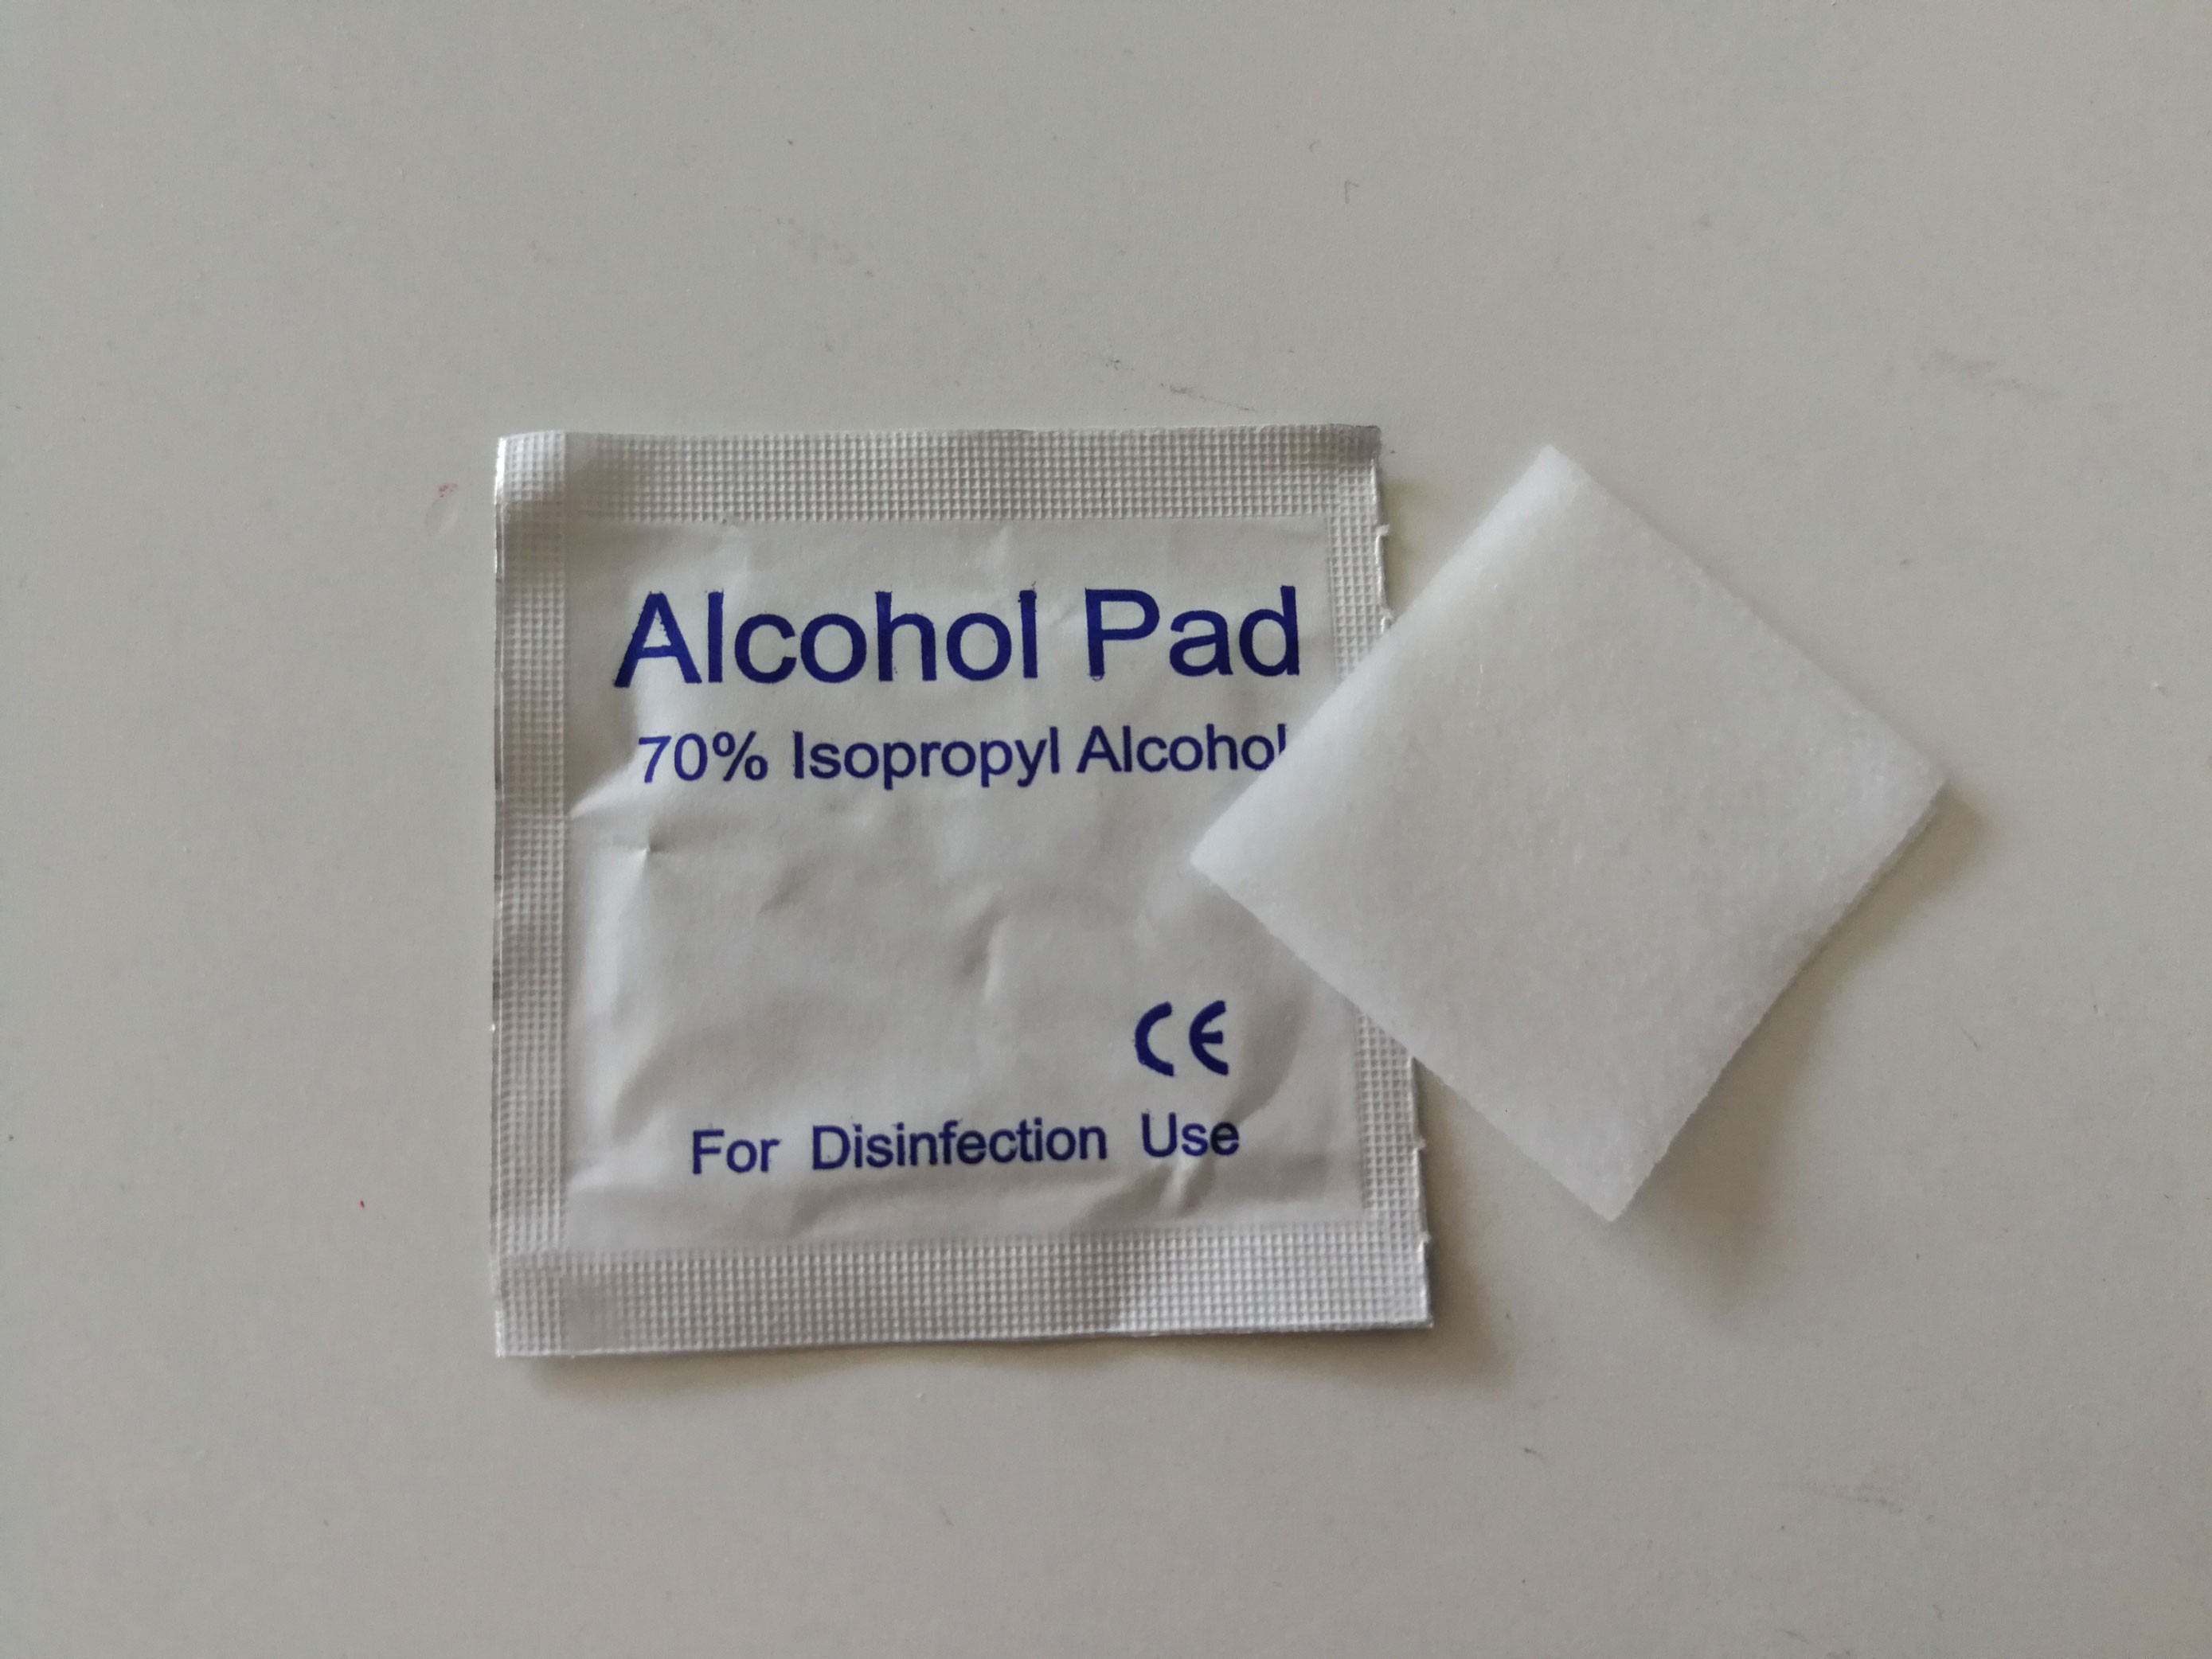 Alcohol Pad
70% Isopropyl Alcohol
CE
For Disinfection Use